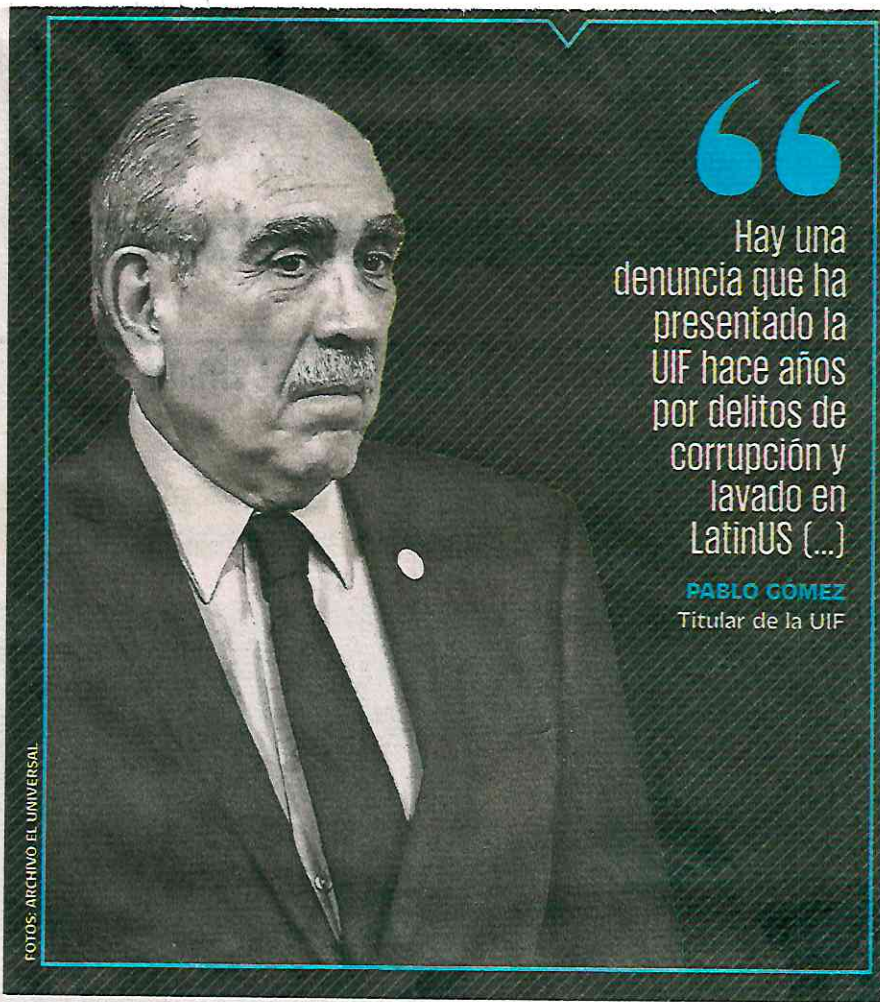 Hay una
denuncia que ha
presentado la
UIF hace años
por delitos de
corrupción y
lavado en
LatinUS (...)
PABLO GÓMEZ
Titular de la UIF
FOTOS: ARCHIVO EL UNIVERSAL